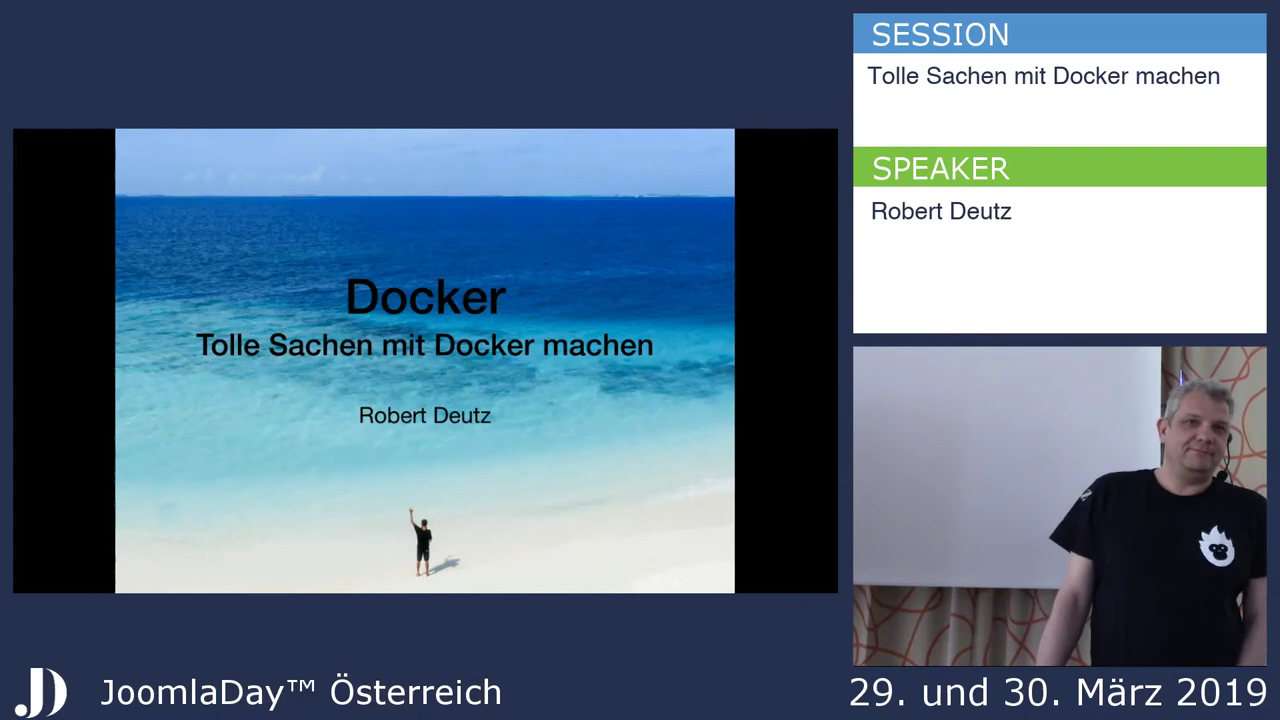 SESSION
Tolle Sachen mit Docker machen
SPEAKER
Robert Deutz
Docker
Tolle Sachen mit Docker machen
Robert Deutz
JoomlaDay™ Österreich
29. und 30. März 2019